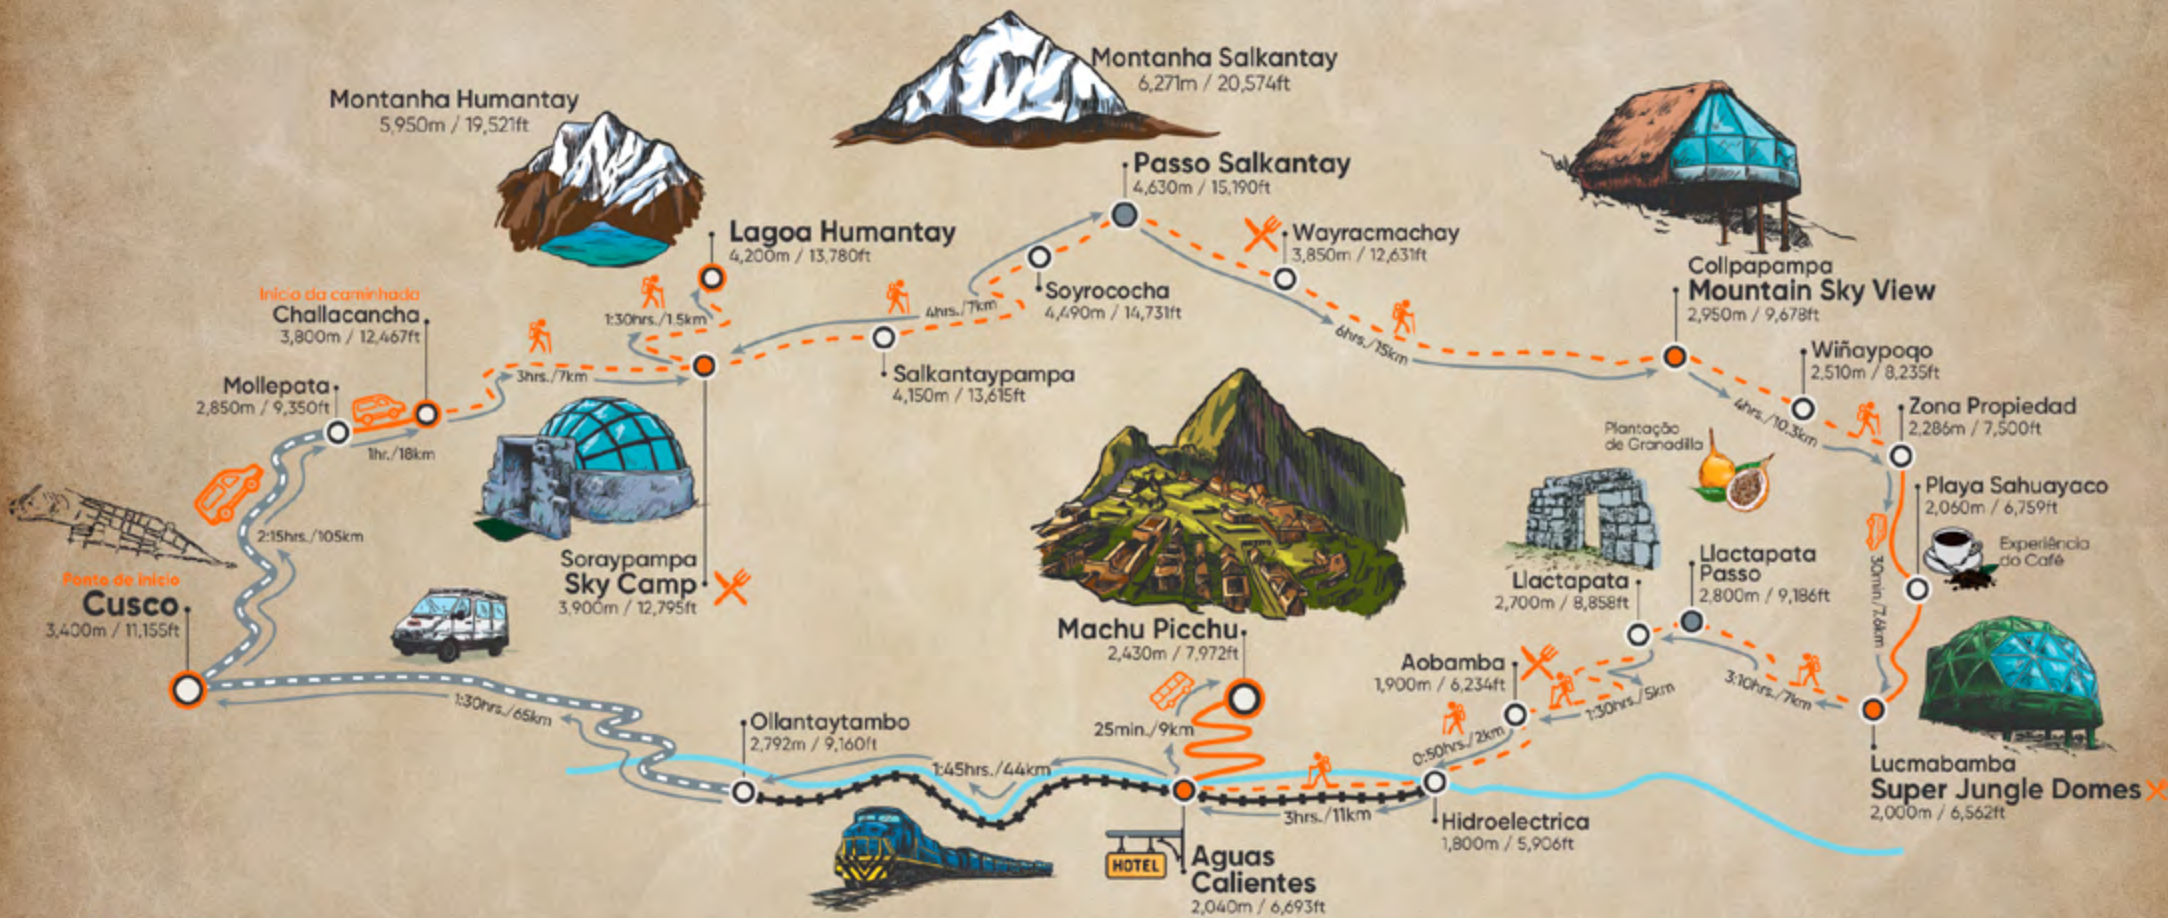 Montanha Humantay
5,950m / 19,521ft
Montanha Salkantay
6,271m / 20,574ft
Passo Salkantay
4,630m / 15,190ft
Lagoa Humantay
4,200m / 13,780ft
Wayracmachay
3,850m / 12,631ft
Collpapampa
Mountain Sky View
2,950m / 9,678ft
Início da caminhada
Challacancha
3,800m / 12,467ft
1:30hrs./1.5km
4hrs./7km
Soyrococha
4,490m / 14,731ft
6hrs./15km
Wiñaypoqo
2,510m / 8,235ft
Mollepata
2,850m / 9,350ft
3hrs./7km
Salkantaypampa
4,150m / 13,615ft
4hrs./10.3km
Zona Propiedad
2,286m / 7,500ft
1hr./18km
Plantação
de Granadilla
Playa Sahuayaco
2,060m / 6,759ft
2:15hrs./105km
Experiência
do Café
30min/7.6km
Ponto de início
Cusco
3,400m / 11,155ft
Soraypampa
Sky Camp
3,900m / 12,795ft
Llactapata
2,700m / 8,858ft
Llactapata
Passo
2,800m / 9,186ft
Machu Picchu
2,430m / 7,972ft
Aobamba
1,900m / 6,234ft
1:30hrs./5km
3:10hrs./7km
1:30hrs./65km
Ollantaytambo
2,792m / 9,160ft
25min./9km
0:50hrs./2km
1:45hrs./44km
3hrs./11km
Hidroelectrica
1,800m / 5,906ft
Lucmabamba
Super Jungle Domes
2,000m / 6,562ft
HOTEL
Aguas
Calientes
2,040m / 6,693ft